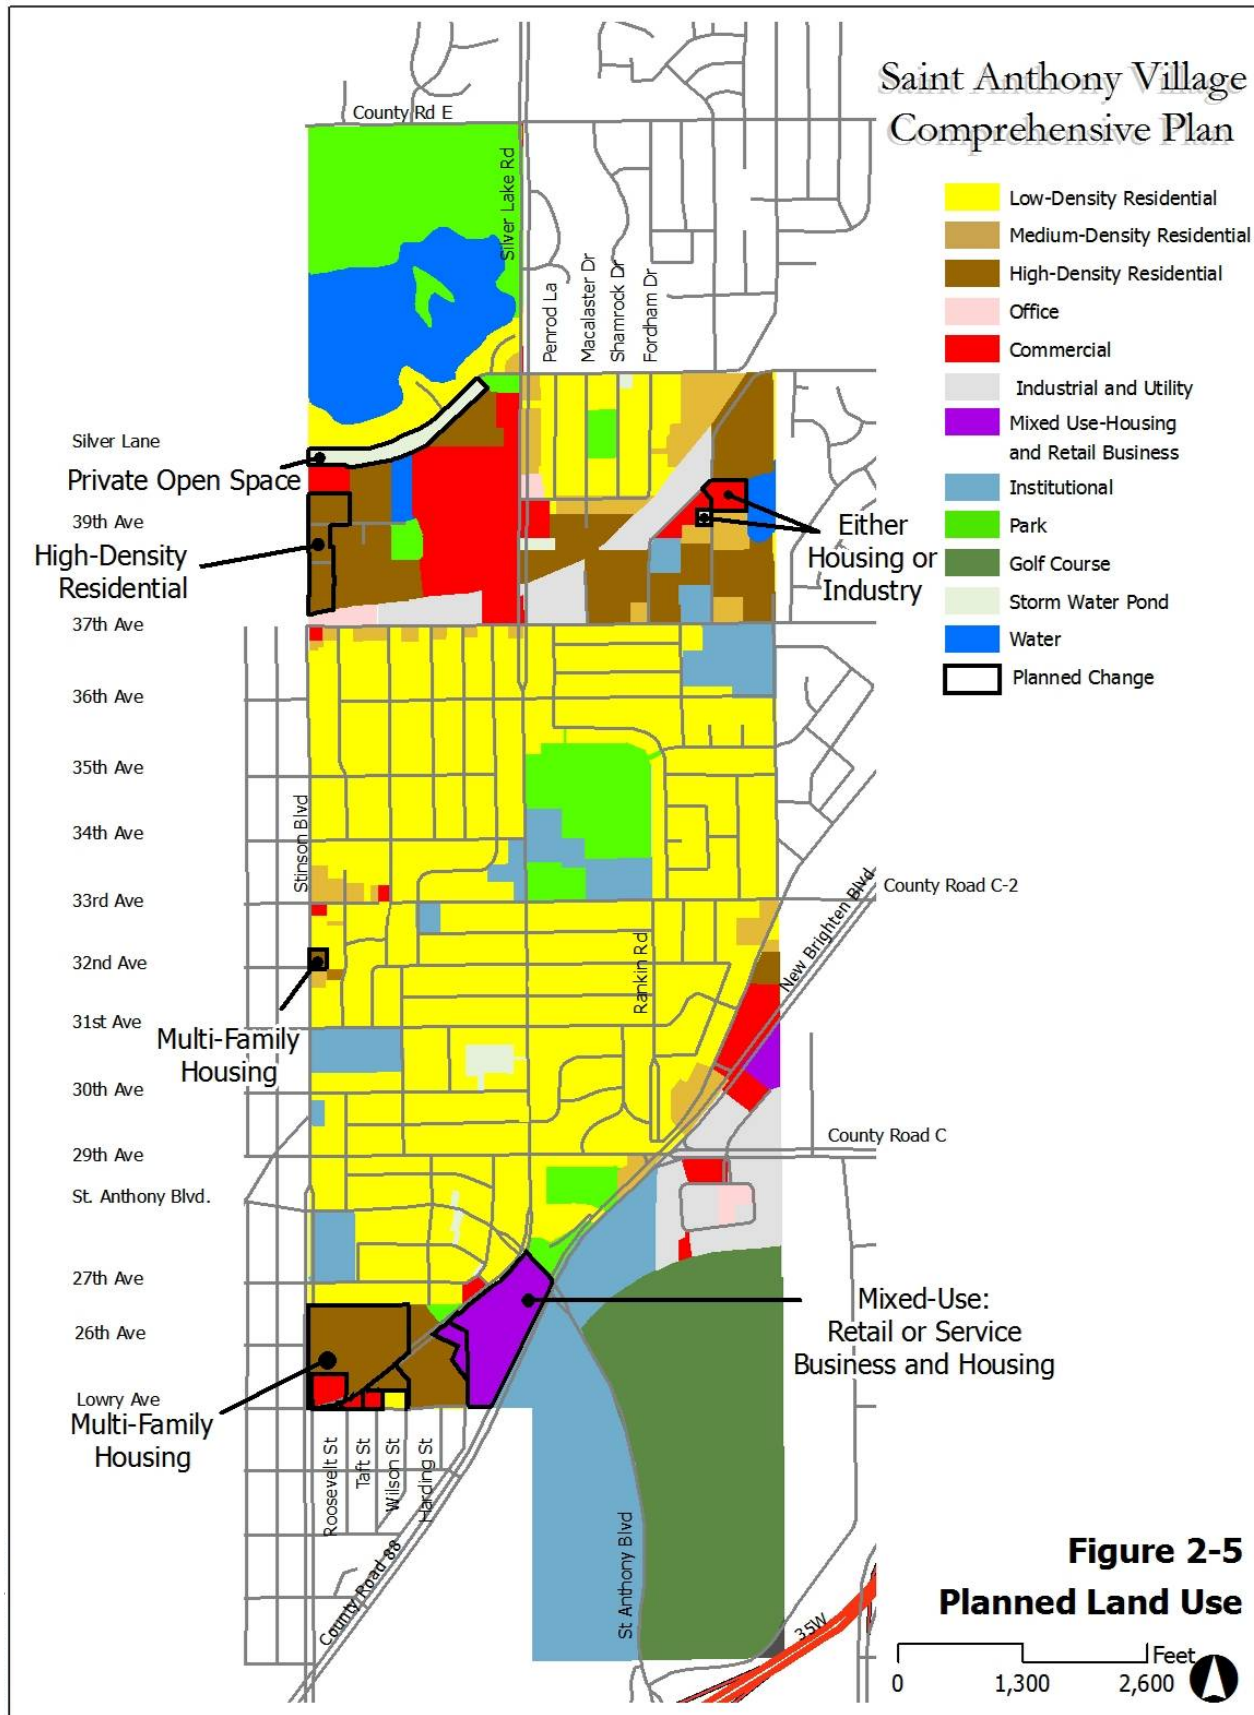 Saint Anthony Village
Comprehensive Plan
Low-Density Residential
Medium-Density Residential
High-Density Residential
Office
Commercial
Industrial and Utility
Mixed Use-Housing
and Retail Business
Institutional
Park
Golf Course
Storm Water Pond
Water
Planned Change
County Rd E
Silver Lake Rd
Penrod La
Macalaster Dr
Shamrock Dr
Fordham Dr
Silver Lane
Private Open Space
39th Ave
High-Density
Residential
Either
Housing or
Industry
37th Ave
36th Ave
35th Ave
34th Ave
Stinson Blvd
33rd Ave
County Road C-2
New Brighten Blvd
32nd Ave
Rankin Rd
31st Ave
Multi-Family
Housing
30th Ave
29th Ave
County Road C
St. Anthony Blvd.
27th Ave
Mixed-Use:
Retail or Service
Business and Housing
26th Ave
Lowry Ave
Multi-Family
Housing
Roosevelt St
Taft St
Wilson St
Harding St
County Road 88
St Anthony Blvd
35W
Figure 2-5
Planned Land Use
Feet
0 1,300 2,600